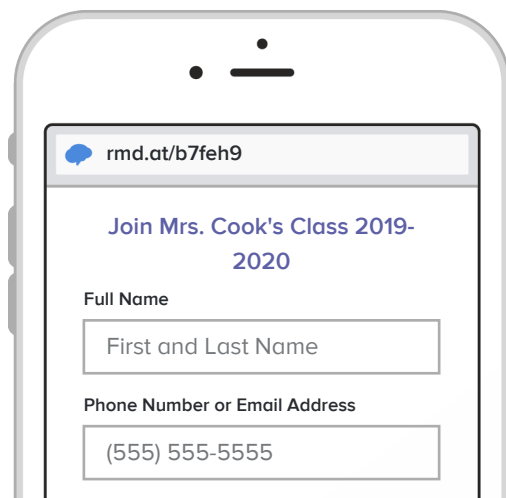 rmd.at/b7feh9
Join Mrs. Cook's Class 2019-
2020
Full Name
First and Last Name
Phone Number or Email Address
(555) 555-5555